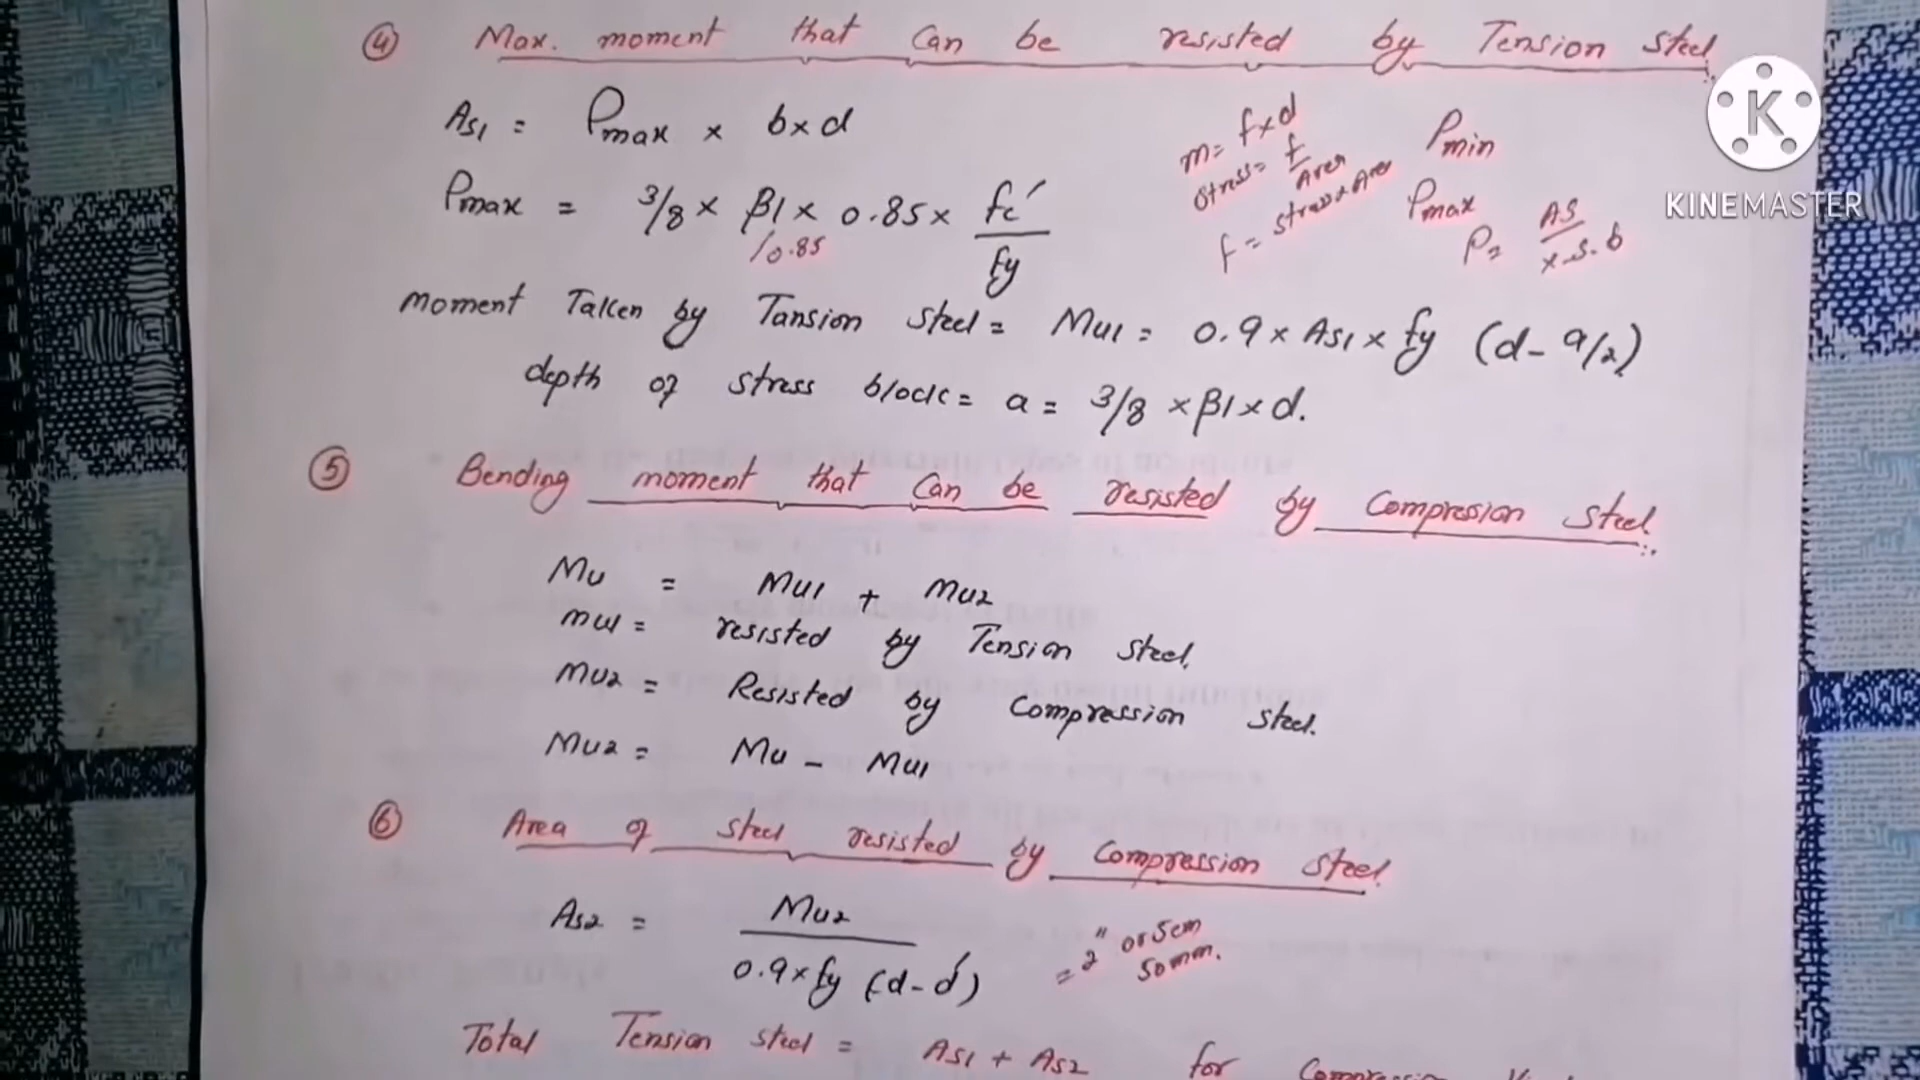 ④ Max. moment that Can be resisted by Tension steel
As1 = ρmax × b×d
ρmax = 3/8 × β1 × 0.85 × fc′/fy
/0.85
m= f×d
stress= f/Area
f = stress×Area
ρmin
ρmax
ρ= AS
b
K
KINEMASTER
moment Taken by Tansion steel = Mu1 = 0.9 × As1 × fy (d- a/2)
depth of stress block = a = 3/8 × β1 × d.
⑤ Bending moment that Can be resisted by Compression steel
Mu = Mu1 + Mu2
mu1 = resisted by Tension steel.
mu2 = Resisted by Compression steel.
Mu2 = Mu - Mu1
⑥ Area of steel resisted by Compression steel
As2 = Mu2 / 0.9×fy (d-d′)
= 2" or 5cm
50mm.
Total Tension steel = As1 + As2 for